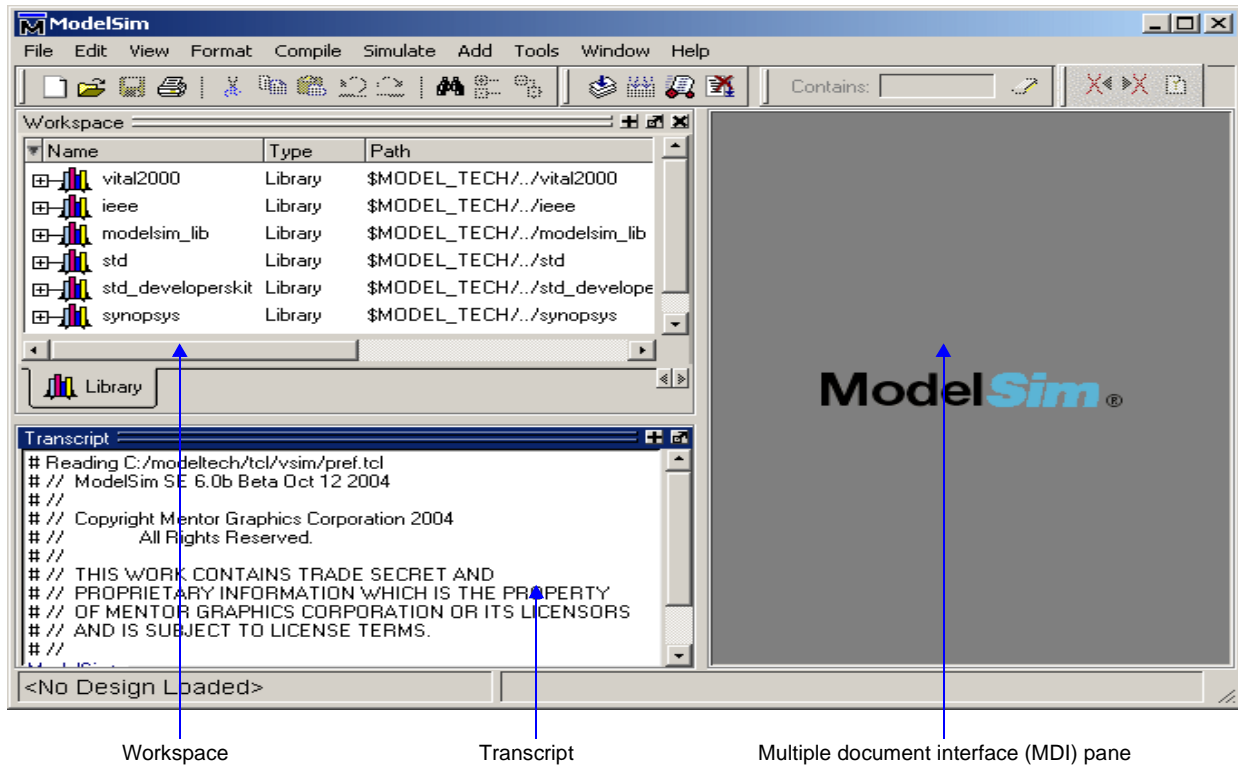 ModelSim
File Edit View Format Compile Simulate Add Tools Window Help
Contains:
Workspace
Name Type Path
vital2000 Library $MODEL_TECH/../vital2000
ieee Library $MODEL_TECH/../ieee
modelsim_lib Library $MODEL_TECH/../modelsim_lib
std Library $MODEL_TECH/../std
std_developerskit Library $MODEL_TECH/../std_develope
synopsys Library $MODEL_TECH/../synopsys
Library
ModelSim ®
Transcript
# Reading C:/modeltech/tcl/vsim/pref.tcl
# // ModelSim SE 6.0b Beta Oct 12 2004
# //
# // Copyright Mentor Graphics Corporation 2004
# // All Rights Reserved.
# //
# // THIS WORK CONTAINS TRADE SECRET AND
# // PROPRIETARY INFORMATION WHICH IS THE PROPERTY
# // OF MENTOR GRAPHICS CORPORATION OR ITS LICENSORS
# // AND IS SUBJECT TO LICENSE TERMS.
# //
<No Design Loaded>
Workspace Transcript Multiple document interface (MDI) pane